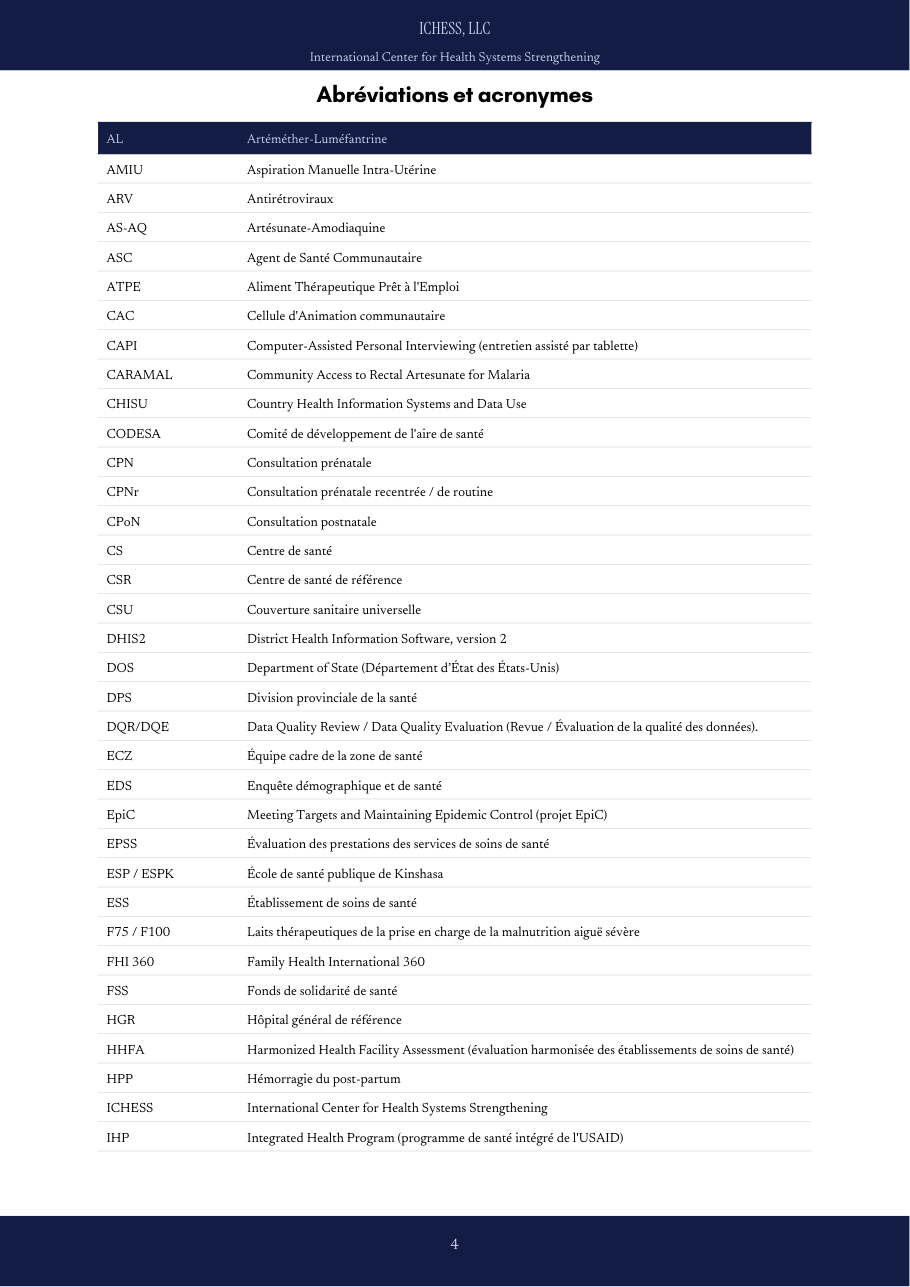 ICHESS, LLC
International Center for Health Systems Strengthening
Abréviations et acronymes
AL Artéméther-Luméfantrine
AMIU Aspiration Manuelle Intra-Utérine
ARV Antirétroviraux
AS-AQ Artésunate-Amodiaquine
ASC Agent de Santé Communautaire
ATPE Aliment Thérapeutique Prêt à l'Emploi
CAC Cellule d'Animation communautaire
CAPI Computer-Assisted Personal Interviewing (entretien assisté par tablette)
CARAMAL Community Access to Rectal Artesunate for Malaria
CHISU Country Health Information Systems and Data Use
CODESA Comité de développement de l'aire de santé
CPN Consultation prénatale
CPNr Consultation prénatale recentrée / de routine
CPoN Consultation postnatale
CS Centre de santé
CSR Centre de santé de référence
CSU Couverture sanitaire universelle
DHIS2 District Health Information Software, version 2
DOS Department of State (Département d’État des États-Unis)
DPS Division provinciale de la santé
DQR/DQE Data Quality Review / Data Quality Evaluation (Revue / Évaluation de la qualité des données).
ECZ Équipe cadre de la zone de santé
EDS Enquête démographique et de santé
EpiC Meeting Targets and Maintaining Epidemic Control (projet EpiC)
EPSS Évaluation des prestations des services de soins de santé
ESP / ESPK École de santé publique de Kinshasa
ESS Établissement de soins de santé
F75 / F100 Laits thérapeutiques de la prise en charge de la malnutrition aiguë sévère
FHI 360 Family Health International 360
FSS Fonds de solidarité de santé
HGR Hôpital général de référence
HHFA Harmonized Health Facility Assessment (évaluation harmonisée des établissements de soins de santé)
HPP Hémorragie du post-partum
ICHESS International Center for Health Systems Strengthening
IHP Integrated Health Program (programme de santé intégré de l'USAID)
4